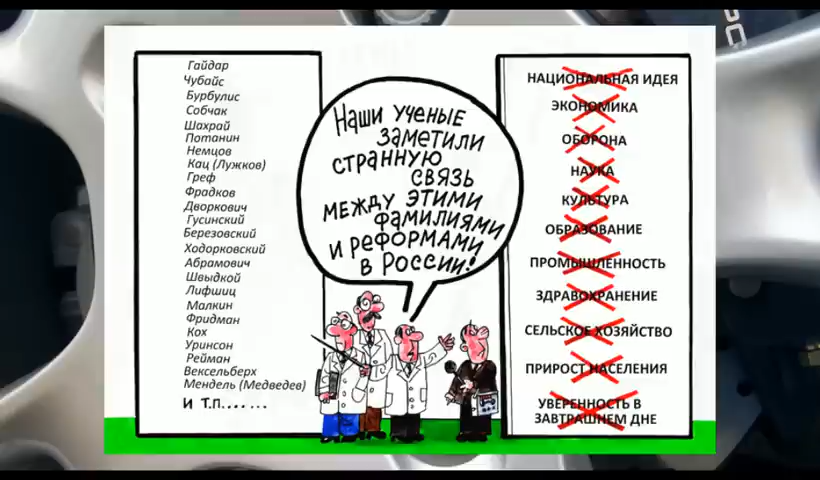 Гайдар
Чубайс
Бурбулис
Собчак
Шахрай
Потанин
Немцов
Кац (Лужков)
Греф
Фрадков
Дворкович
Гусинский
Березовский
Ходорковский
Абрамович
Швыдкой
Лифшиц
Малкин
Фридман
Кох
Уринсон
Рейман
Вексельберх
Мендель (Медведев)
И Т.П.... ...
Наши ученые
заметили
странную
связь
между этими
фамилиями
и реформами
в России!
НАЦИОНАЛЬНАЯ ИДЕЯ
ЭКОНОМИКА
ОБОРОНА
НАУКА
КУЛЬТУРА
ОБРАЗОВАНИЕ
ПРОМЫШЛЕННОСТЬ
ЗДРАВОХРАНЕНИЕ
СЕЛЬСКОЕ ХОЗЯЙСТВО
ПРИРОСТ НАСЕЛЕНИЯ
УВЕРЕННОСТЬ В
ЗАВТРАШНЕМ ДНЕ